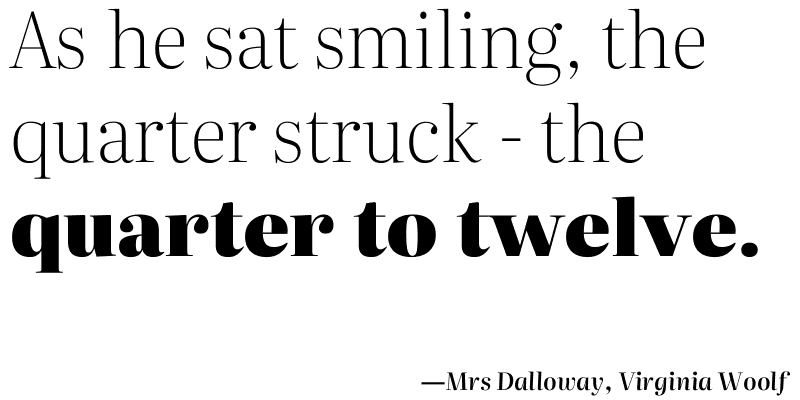 As he sat smiling, the
quarter struck - the
quarter to twelve.
—Mrs Dalloway, Virginia Woolf